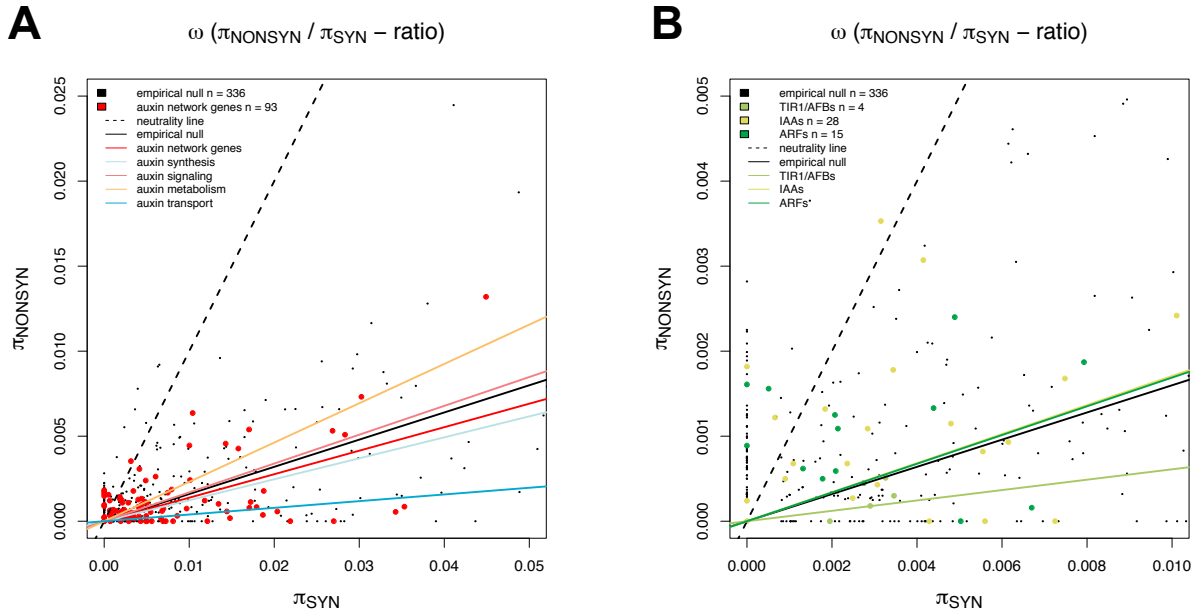 A
ω (πNONSYN / πSYN − ratio)
empirical null n = 336
auxin network genes n = 93
neutrality line
empirical null
auxin network genes
auxin synthesis
auxin signaling
auxin metabolism
auxin transport
0.025
0.020
0.015
0.010
0.005
0.000
πNONSYN
0.00 0.01 0.02 0.03 0.04 0.05
πSYN
B
ω (πNONSYN / πSYN − ratio)
empirical null n = 336
TIR1/AFBs n = 4
IAAs n = 28
ARFs n = 15
neutrality line
empirical null
TIR1/AFBs
IAAs
ARFs
0.005
0.004
0.003
0.002
0.001
0.000
πNONSYN
0.000 0.002 0.004 0.006 0.008 0.010
πSYN